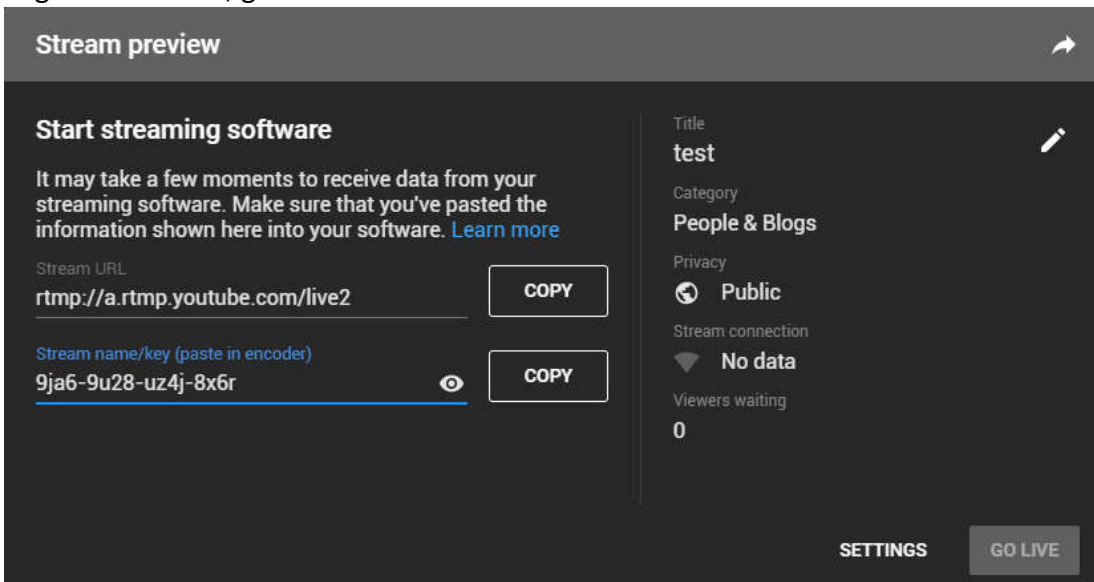 Stream preview
Start streaming software
It may take a few moments to receive data from your
streaming software. Make sure that you've pasted the
information shown here into your software. Learn more
Stream URL
rtmp://a.rtmp.youtube.com/live2
COPY
Stream name/key (paste in encoder)
9ja6-9u28-uz4j-8x6r
COPY
Title
test
Category
People & Blogs
Privacy
Public
Stream connection
No data
Viewers waiting
0
SETTINGS
GO LIVE